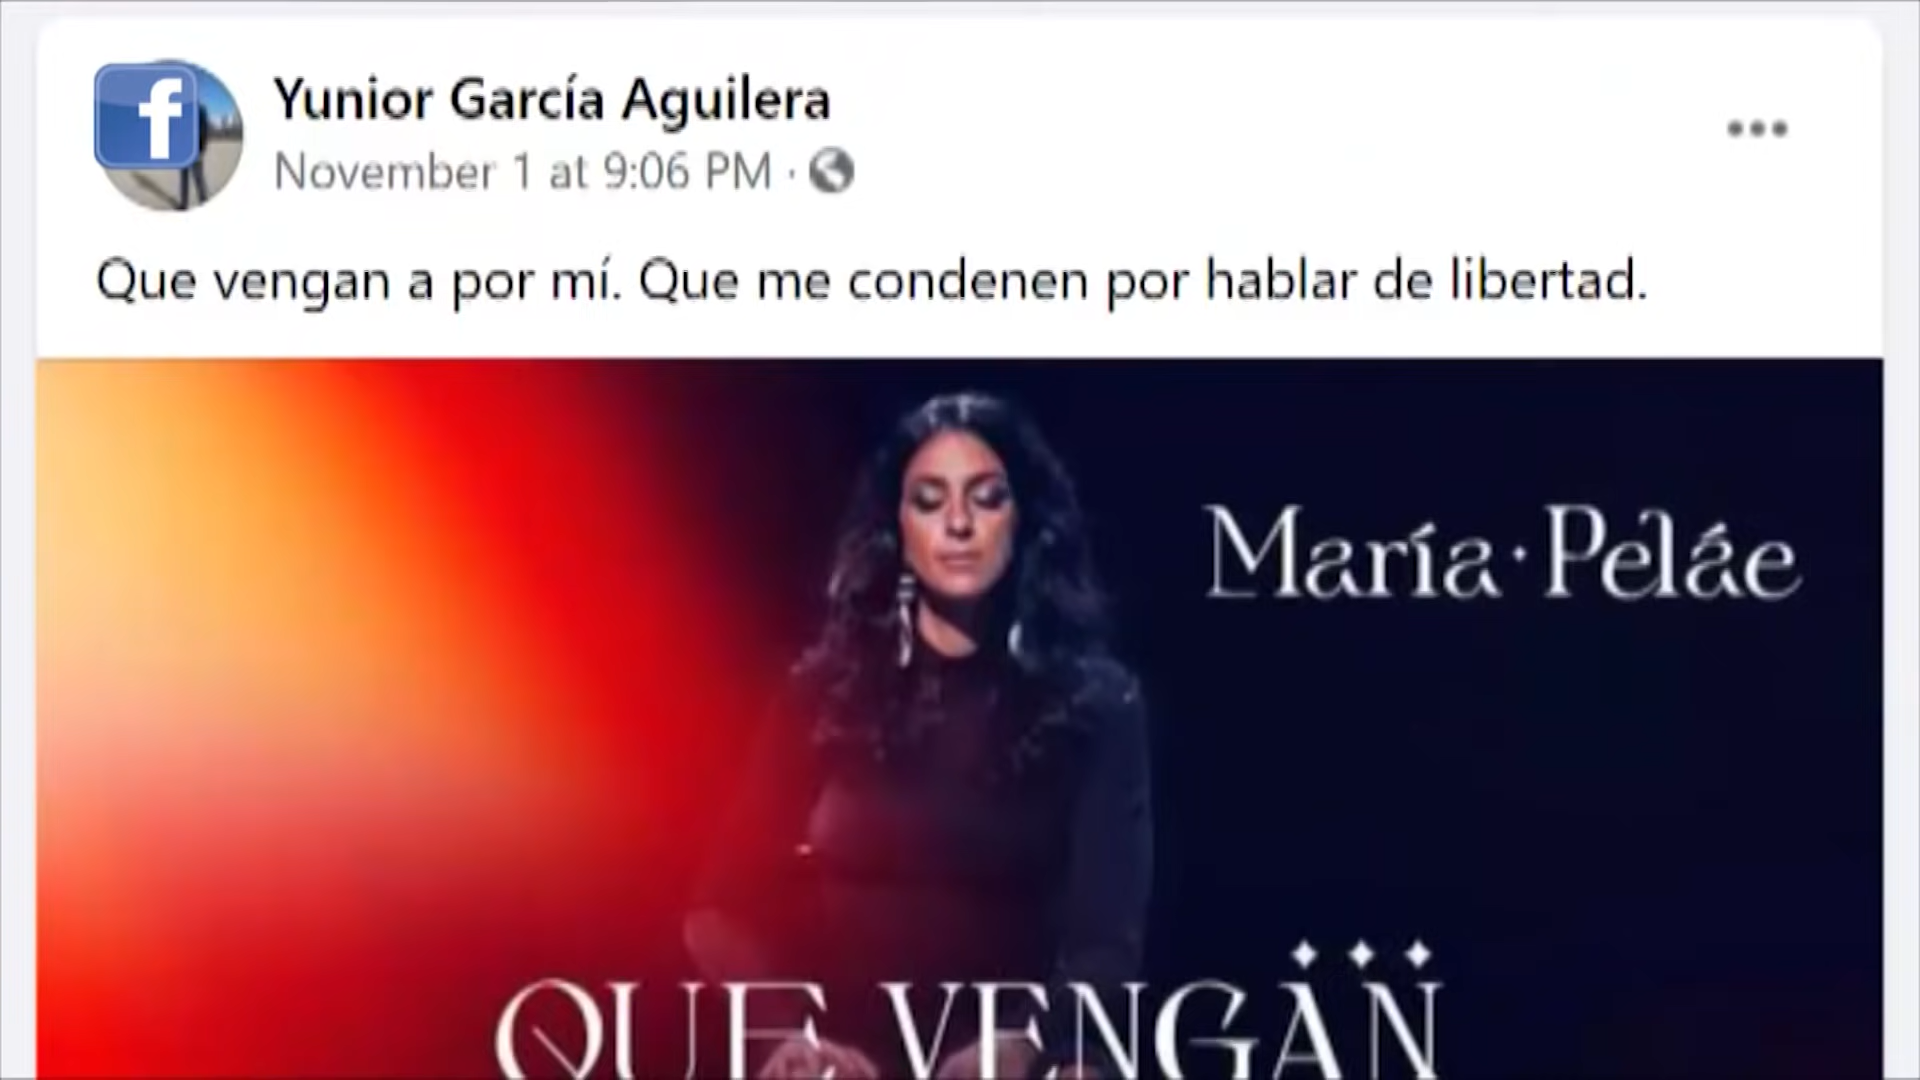 f
Yunior García Aguilera
November 1 at 9:06 PM ·
Que vengan a por mí. Que me condenen por hablar de libertad.
María · Peláe
QUE VENGAN